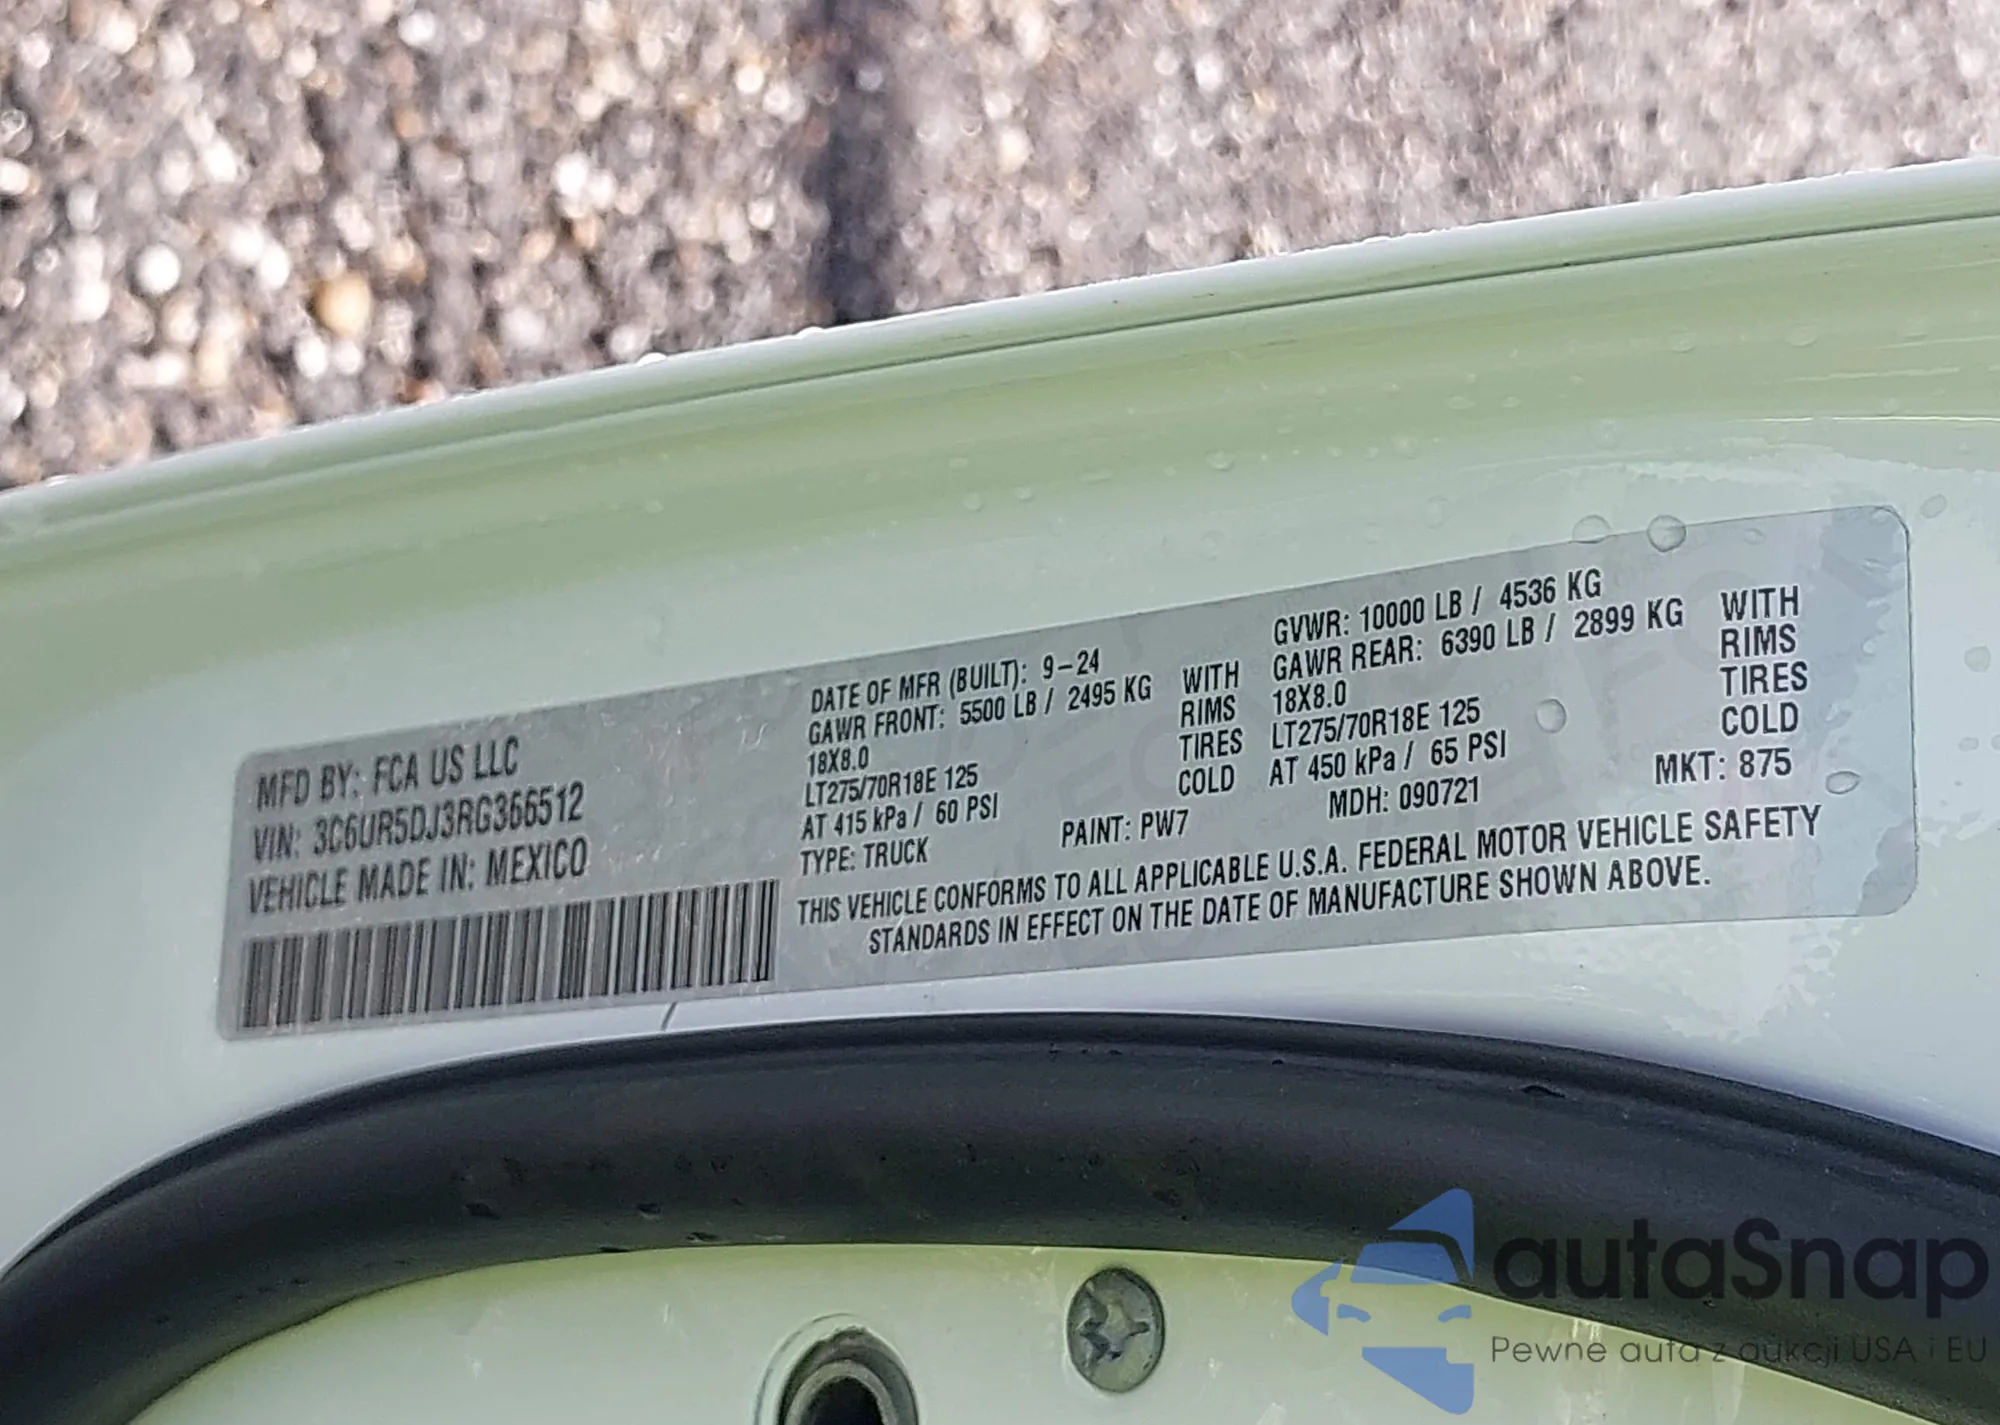 MFD BY: FCA US LLC
VIN: 3C6UR5DJ3RG366512
VEHICLE MADE IN: MEXICO
DATE OF MFR (BUILT): 9-24
GAWR FRONT: 5500 LB / 2495 KG WITH
18X8.0 RIMS
LT275/70R18E 125 TIRES
AT 415 kPa / 60 PSI COLD
TYPE: TRUCK
PAINT: PW7
GVWR: 10000 LB / 4536 KG
GAWR REAR: 6390 LB / 2899 KG WITH
18X8.0 RIMS
LT275/70R18E 125 TIRES
AT 450 kPa / 65 PSI COLD
MDH: 090721
MKT: 875
THIS VEHICLE CONFORMS TO ALL APPLICABLE U.S.A. FEDERAL MOTOR VEHICLE SAFETY
STANDARDS IN EFFECT ON THE DATE OF MANUFACTURE SHOWN ABOVE.
autaSnap
Pewne auta z aukcji USA i EU